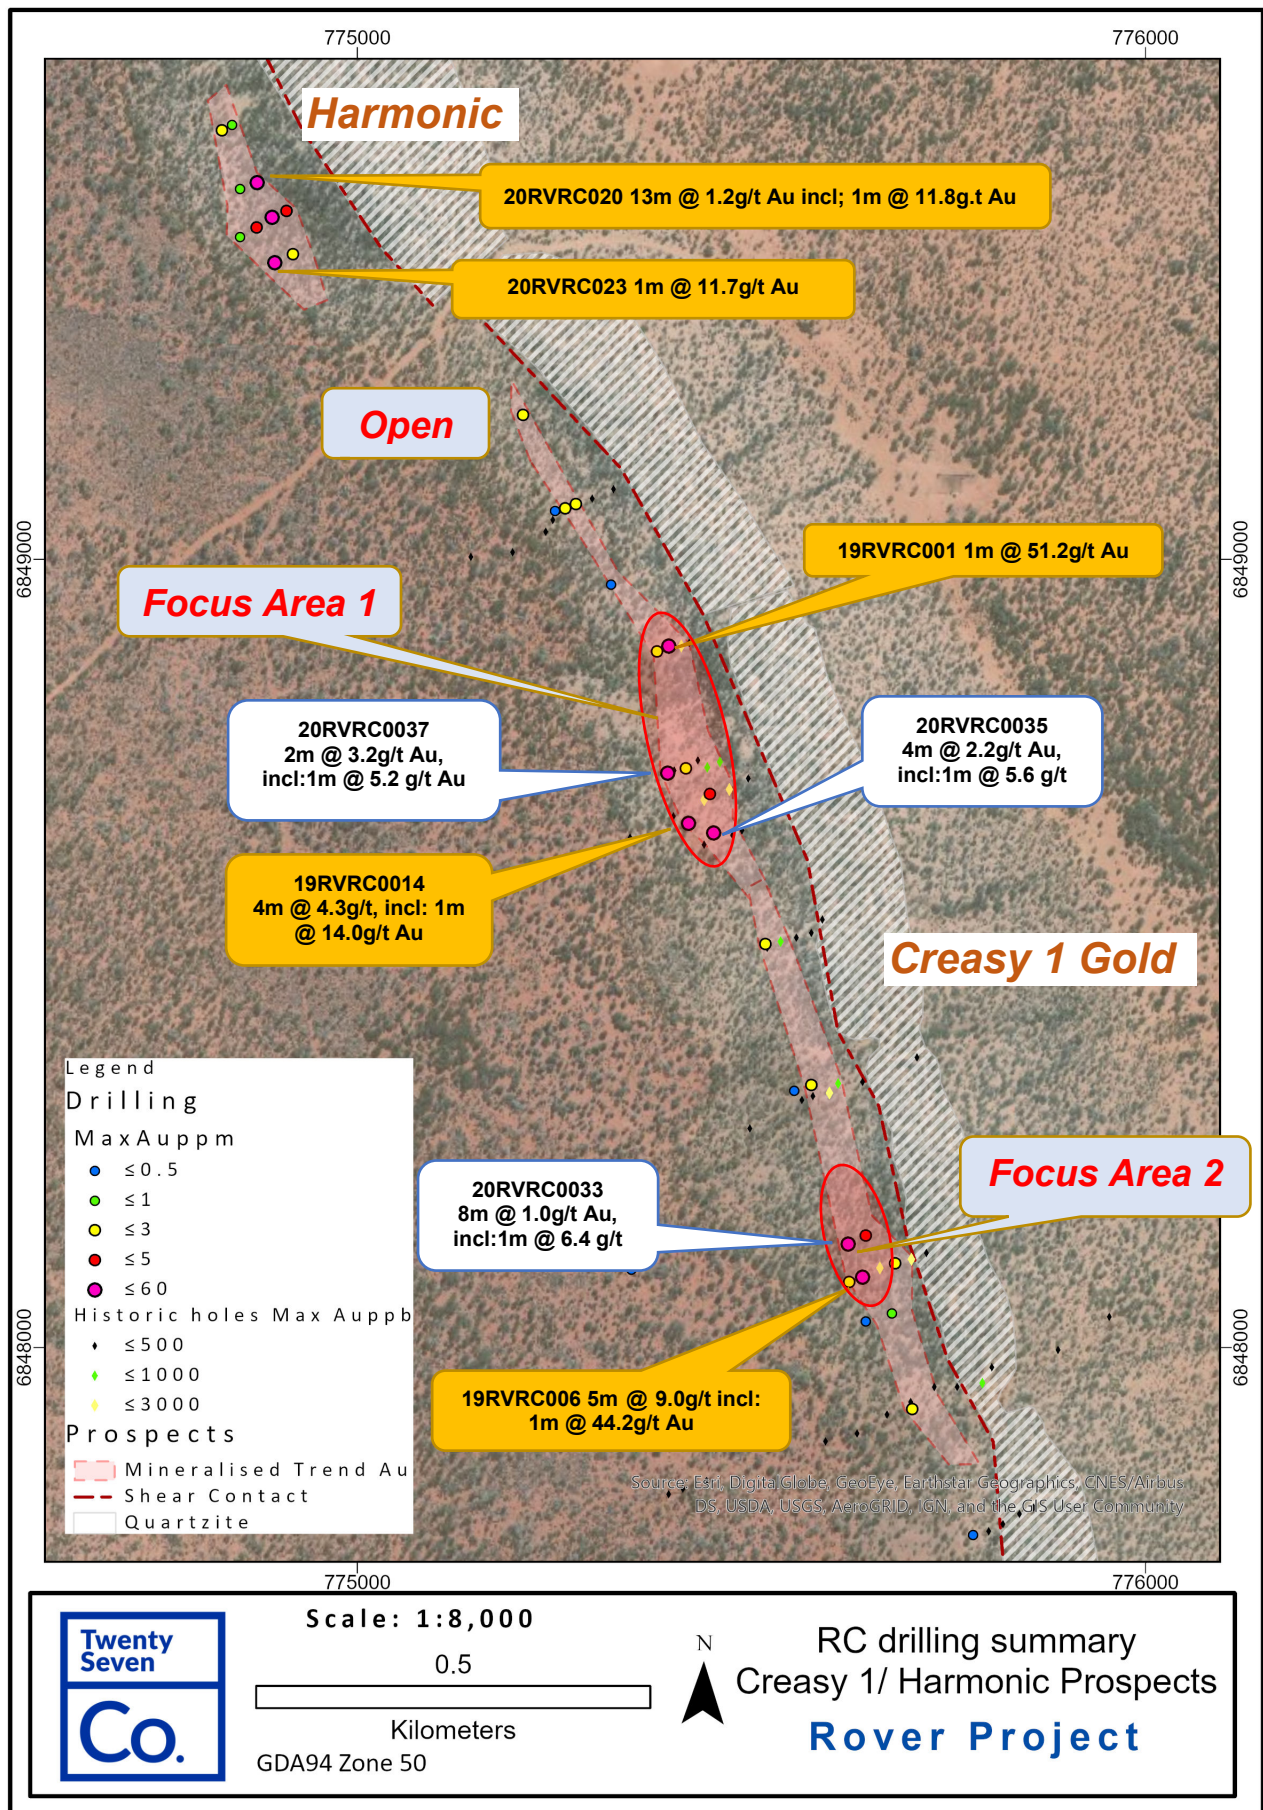 775000
776000
Harmonic
20RVRC020 13m @ 1.2g/t Au incl; 1m @ 11.8g.t Au
20RVRC023 1m @ 11.7g/t Au
Open
6849000
6849000
19RVRC001 1m @ 51.2g/t Au
Focus Area 1
20RVRC0037
2m @ 3.2g/t Au,
incl:1m @ 5.2 g/t Au
20RVRC0035
4m @ 2.2g/t Au,
incl:1m @ 5.6 g/t
19RVRC0014
4m @ 4.3g/t, incl: 1m
@ 14.0g/t Au
Creasy 1 Gold
Legend
Drilling
MaxAuppm
≤0.5
≤1
≤3
≤5
≤60
Historic holes Max Auppb
≤500
≤1000
≤3000
Prospects
Mineralised Trend Au
Shear Contact
Quartzite
Focus Area 2
20RVRC0033
8m @ 1.0g/t Au,
incl:1m @ 6.4 g/t
6848000
6848000
19RVRC006 5m @ 9.0g/t incl:
1m @ 44.2g/t Au
Source: Esri, DigitalGlobe, GeoEye, Earthstar Geographics, CNES/Airbus
DS, USDA, USGS, AeroGRID, IGN, and the GIS User Community
775000
776000
Twenty
Seven
Co.
Scale: 1:8,000
0.5
Kilometers
GDA94 Zone 50
N
RC drilling summary
Creasy 1/ Harmonic Prospects
Rover Project